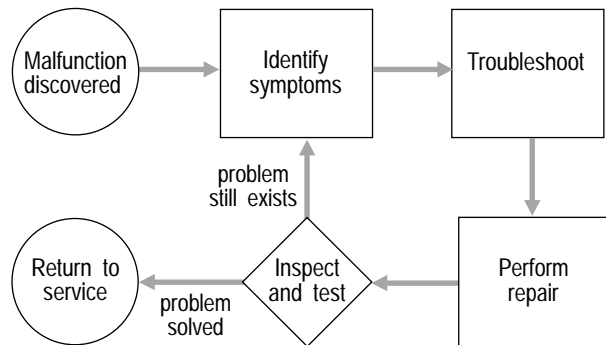 Malfunction
discovered
Identify
symptoms
Troubleshoot
problem
still exists
Return to
service
problem
solved
Inspect
and test
Perform
repair